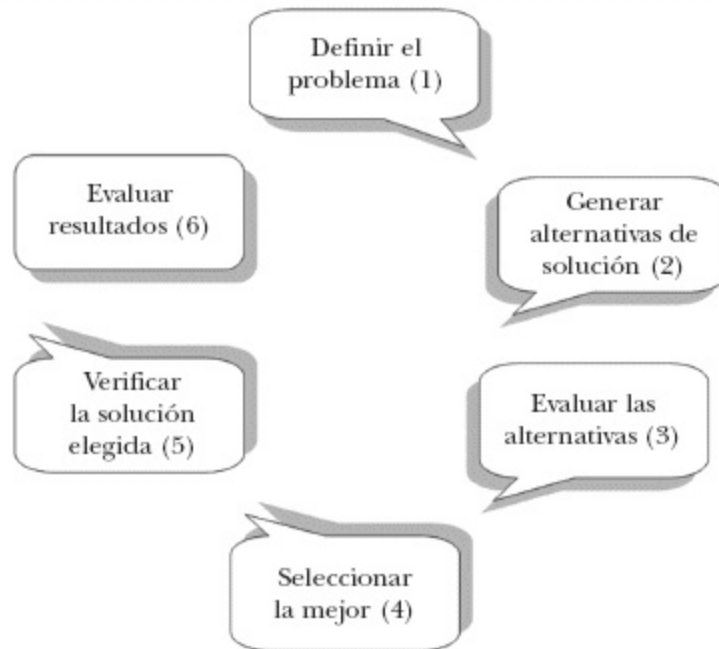 Definir el
problema (1)
Generar
alternativas de
solución (2)
Evaluar las
alternativas (3)
Seleccionar
la mejor (4)
Verificar
la solución
elegida (5)
Evaluar
resultados (6)